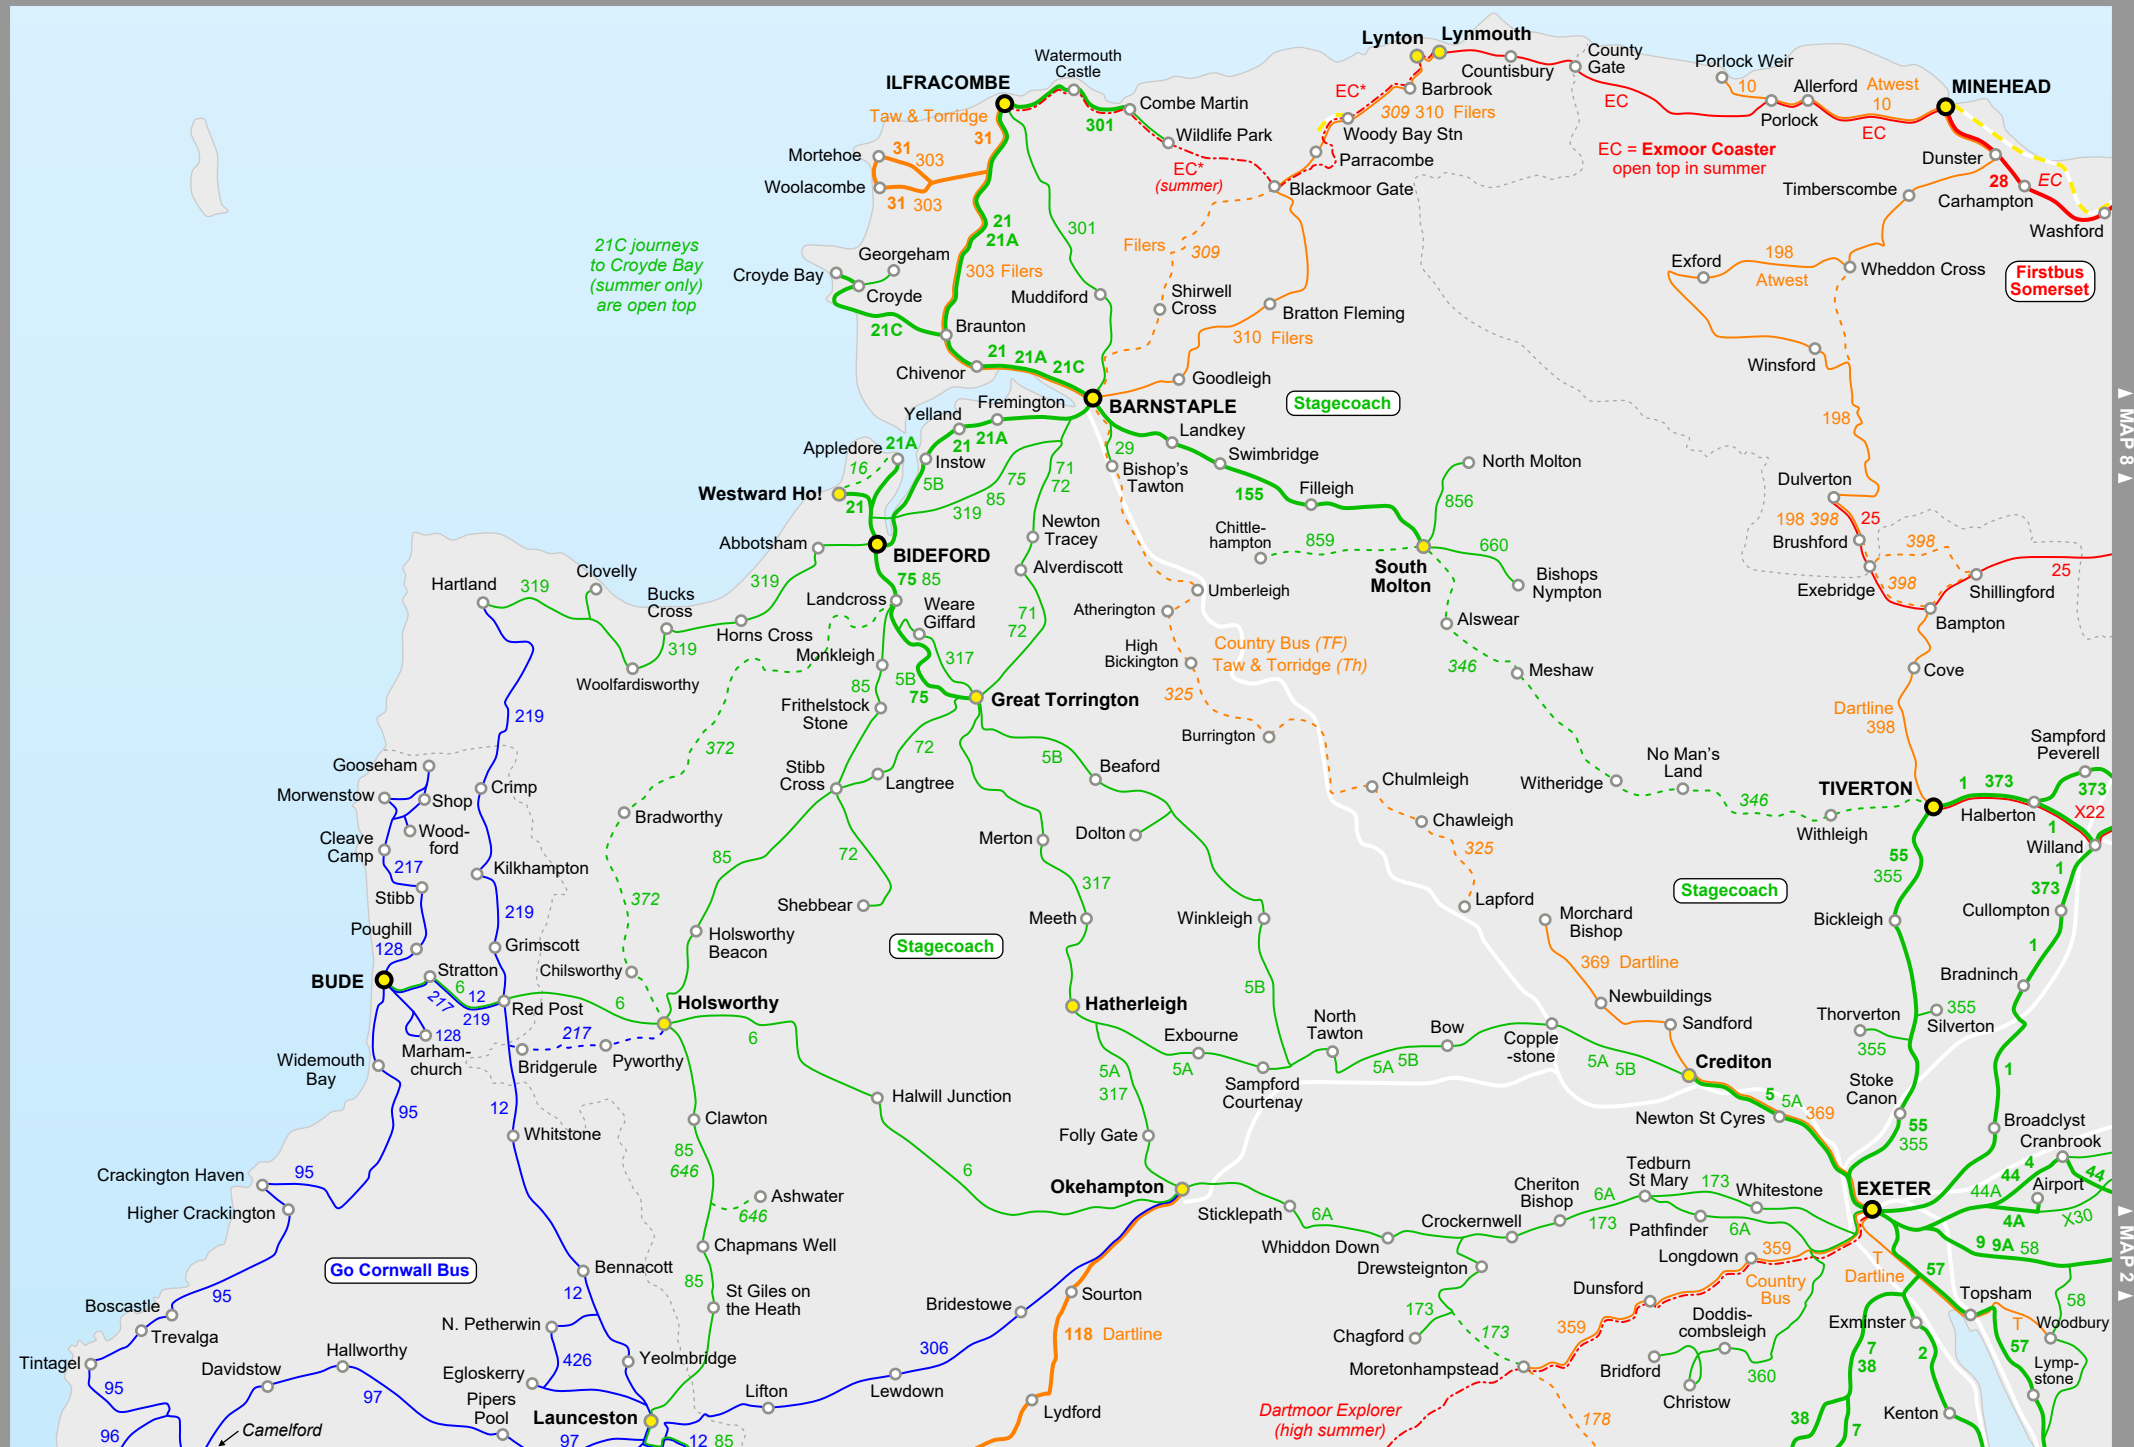 Lynton
Lynmouth
Watermouth
Castle
ILFRACOMBE
Combe Martin
Wildlife Park
301
Taw & Torridge
31
Mortehoe
31 303
Woolacombe
31 303
EC*
(summer)
EC*
Barbrook
309 310 Filers
Woody Bay Stn
Parracombe
Blackmoor Gate
Countisbury
County
Gate
EC
Porlock Weir
10
Allerford
Porlock
Atwest
10
EC
MINEHEAD
EC = Exmoor Coaster
open top in summer
Dunster
28
EC
Carhampton
Washford
Timberscombe
21
21A
301
303 Filers
21C journeys
to Croyde Bay
(summer only)
are open top
Georgeham
Croyde Bay
Croyde
21C
Braunton
Muddiford
Filers
309
Shirwell
Cross
Bratton Fleming
310 Filers
Goodleigh
Chivenor
21
21A
21C
BARNSTAPLE
Stagecoach
Exford
198
Atwest
Wheddon Cross
Firstbus
Somerset
Winsford
198
MAP 8
Yelland
Fremington
21
21A
Appledore
21A
16
Instow
5B
Westward Ho!
21
75
85
319
71
72
29
Bishop's
Tawton
Landkey
Swimbridge
155
Filleigh
North Molton
856
Chittle-
hampton
859
South
Molton
660
Bishops
Nympton
Dulverton
198 398
25
Brushford
398
Exebridge
398
Shillingford
25
Bampton
Abbotsham
BIDEFORD
Newton
Tracey
Alverdiscott
Hartland
319
Clovelly
Bucks
Cross
319
319
Horns Cross
Woolfardisworthy
75 85
Landcross
Weare
Giffard
71
72
Monkleigh
317
5B
85
75
Frithelstock
Stone
Great Torrington
Umberleigh
Atherington
High
Bickington
325
Country Bus (TF)
Taw & Torridge (Th)
Burrington
Alswear
346
Meshaw
Cove
Dartline
398
219
372
72
5B
Beaford
Gooseham
Morwenstow
Shop
Crimp
Cleave
Camp
Wood-
ford
217
Kilkhampton
Stibb
219
Poughill
128
Stibb
Cross
Langtree
Bradworthy
85
72
Merton
Dolton
Chulmleigh
Chawleigh
325
Witheridge
No Man's
Land
346
Withleigh
TIVERTON
1 373
Halberton
Sampford
Peverell
373
X22
1
Willand
1
373
55
355
372
Shebbear
317
Meeth
Winkleigh
Lapford
Morchard
Bishop
369 Dartline
Stagecoach
Bickleigh
Cullompton
1
Holsworthy
Beacon
Stagecoach
Grimscott
Chilsworthy
BUDE
Stratton
6
217
12
219
Red Post
6
Holsworthy
Hatherleigh
5B
Newbuildings
Sandford
Bradninch
Thorverton
355
355
Silverton
128
Marham-
church
217
Bridgerule
Pyworthy
6
Exbourne
5A
North
Tawton
Bow
5A 5B
Copple
-stone
5A
5B
Crediton
Sampford
Courtenay
Widemouth
Bay
95
12
Whitstone
Clawton
85
646
Halwill Junction
5A
317
Folly Gate
Newton St Cyres
5
5A
369
Stoke
Canon
55
355
1
Broadclyst
Cranbrook
Crackington Haven
95
Higher Crackington
6
Okehampton
Ashwater
646
Sticklepath
6A
Cheriton
Bishop
6A
173
Tedburn
St Mary
173
Whitestone
EXETER
44
4
44
44A
Airport
4A
X30
Chapmans Well
85
St Giles on
the Heath
Whiddon Down
Crockernwell
Pathfinder
6A
Longdown
359
9 9A 58
Go Cornwall Bus
Bennacott
12
Drewsteignton
173
Dunsford
Country
Bus
T
Dartline
57
MAP 2
Boscastle
95
Trevalga
N. Petherwin
Bridestowe
Sourton
Chagford
173
359
Doddis-
combsleigh
Exminster
Topsham
58
T
Woodbury
118 Dartline
Tintagel
Davidstow
Hallworthy
Egloskerry
426
Yeolmbridge
306
Moretonhampstead
Bridford
360
Christow
7
38
2
57
Lymp-
stone
95
97
Pipers
Pool
Lifton
Lewdown
Lydford
Launceston
Dartmoor Explorer
(high summer)
178
Kenton
96
Camelford
97
12 85
38
7